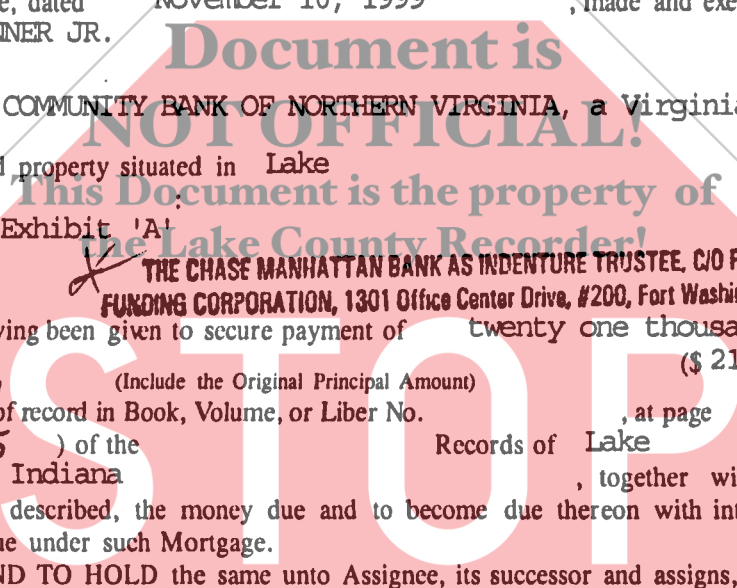 e, dated November 10, 1999 , made and exe
NNER JR.
Document is
COMMUNITY BANK OF NORTHERN VIRGINIA, a Virginia
NOT OFFICIAL!
d property situated in Lake
This Document is the property of
:
Exhibit 'A'
the Lake County Recorder!
THE CHASE MANHATTAN BANK AS INDENTURE TRUSTEE, C/O F
FUNDING CORPORATION, 1301 Office Center Drive, #200, Fort Washi
ving been given to secure payment of twenty one thousa
($ 21
(Include the Original Principal Amount)
of record in Book, Volume, or Liber No. , at page
5 ) of the Records of Lake
Indiana , together wi
described, the money due and to become due thereon with int
ue under such Mortgage.
ND TO HOLD the same unto Assignee, its successor and assigns,
STOP